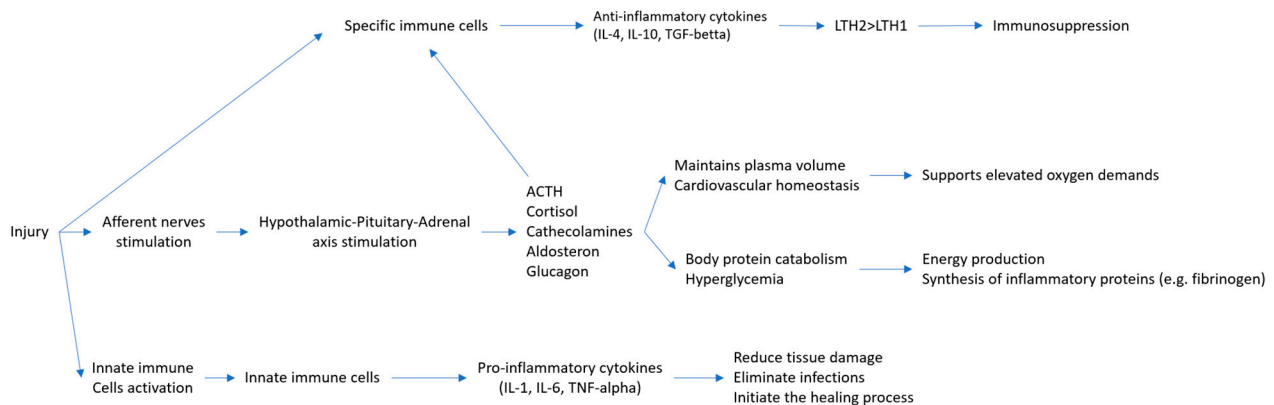 Specific immune cells
Anti-inflammatory cytokines
(IL-4, IL-10, TGF-betta)
LTH2>LTH1
Immunosuppression
Injury
Afferent nerves
stimulation
Hypothalamic-Pituitary-Adrenal
axis stimulation
ACTH
Cortisol
Cathecolamines
Aldosteron
Glucagon
Maintains plasma volume
Cardiovascular homeostasis
Supports elevated oxygen demands
Body protein catabolism
Hyperglycemia
Energy production
Synthesis of inflammatory proteins (e.g. fibrinogen)
Innate immune
Cells activation
Innate immune cells
Pro-inflammatory cytokines
(IL-1, IL-6, TNF-alpha)
Reduce tissue damage
Eliminate infections
Initiate the healing process